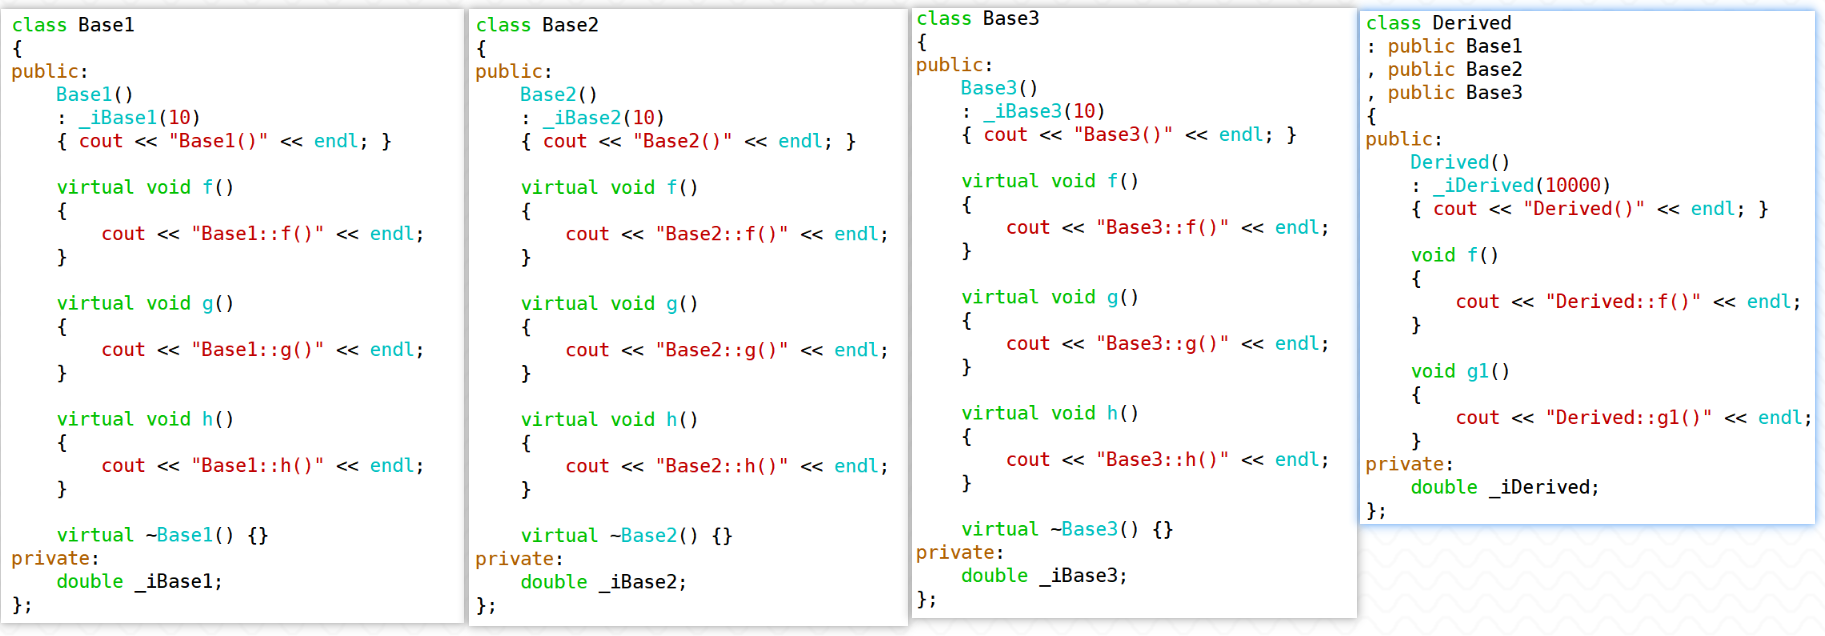 class Base1
{
public:
    Base1()
    : _iBase1(10)
    { cout << "Base1()" << endl; }

    virtual void f()
    {
        cout << "Base1::f()" << endl;
    }

    virtual void g()
    {
        cout << "Base1::g()" << endl;
    }

    virtual void h()
    {
        cout << "Base1::h()" << endl;
    }

    virtual ~Base1() {}
private:
    double _iBase1;
};
class Base2
{
public:
    Base2()
    : _iBase2(10)
    { cout << "Base2()" << endl; }

    virtual void f()
    {
        cout << "Base2::f()" << endl;
    }

    virtual void g()
    {
        cout << "Base2::g()" << endl;
    }

    virtual void h()
    {
        cout << "Base2::h()" << endl;
    }

    virtual ~Base2() {}
private:
    double _iBase2;
};
class Base3
{
public:
    Base3()
    : _iBase3(10)
    { cout << "Base3()" << endl; }

    virtual void f()
    {
        cout << "Base3::f()" << endl;
    }

    virtual void g()
    {
        cout << "Base3::g()" << endl;
    }

    virtual void h()
    {
        cout << "Base3::h()" << endl;
    }

    virtual ~Base3() {}
private:
    double _iBase3;
};
class Derived
: public Base1
, public Base2
, public Base3
{
public:
    Derived()
    : _iDerived(10000)
    { cout << "Derived()" << endl; }

    void f()
    {
        cout << "Derived::f()" << endl;
    }

    void g1()
    {
        cout << "Derived::g1()" << endl;
    }
private:
    double _iDerived;
};